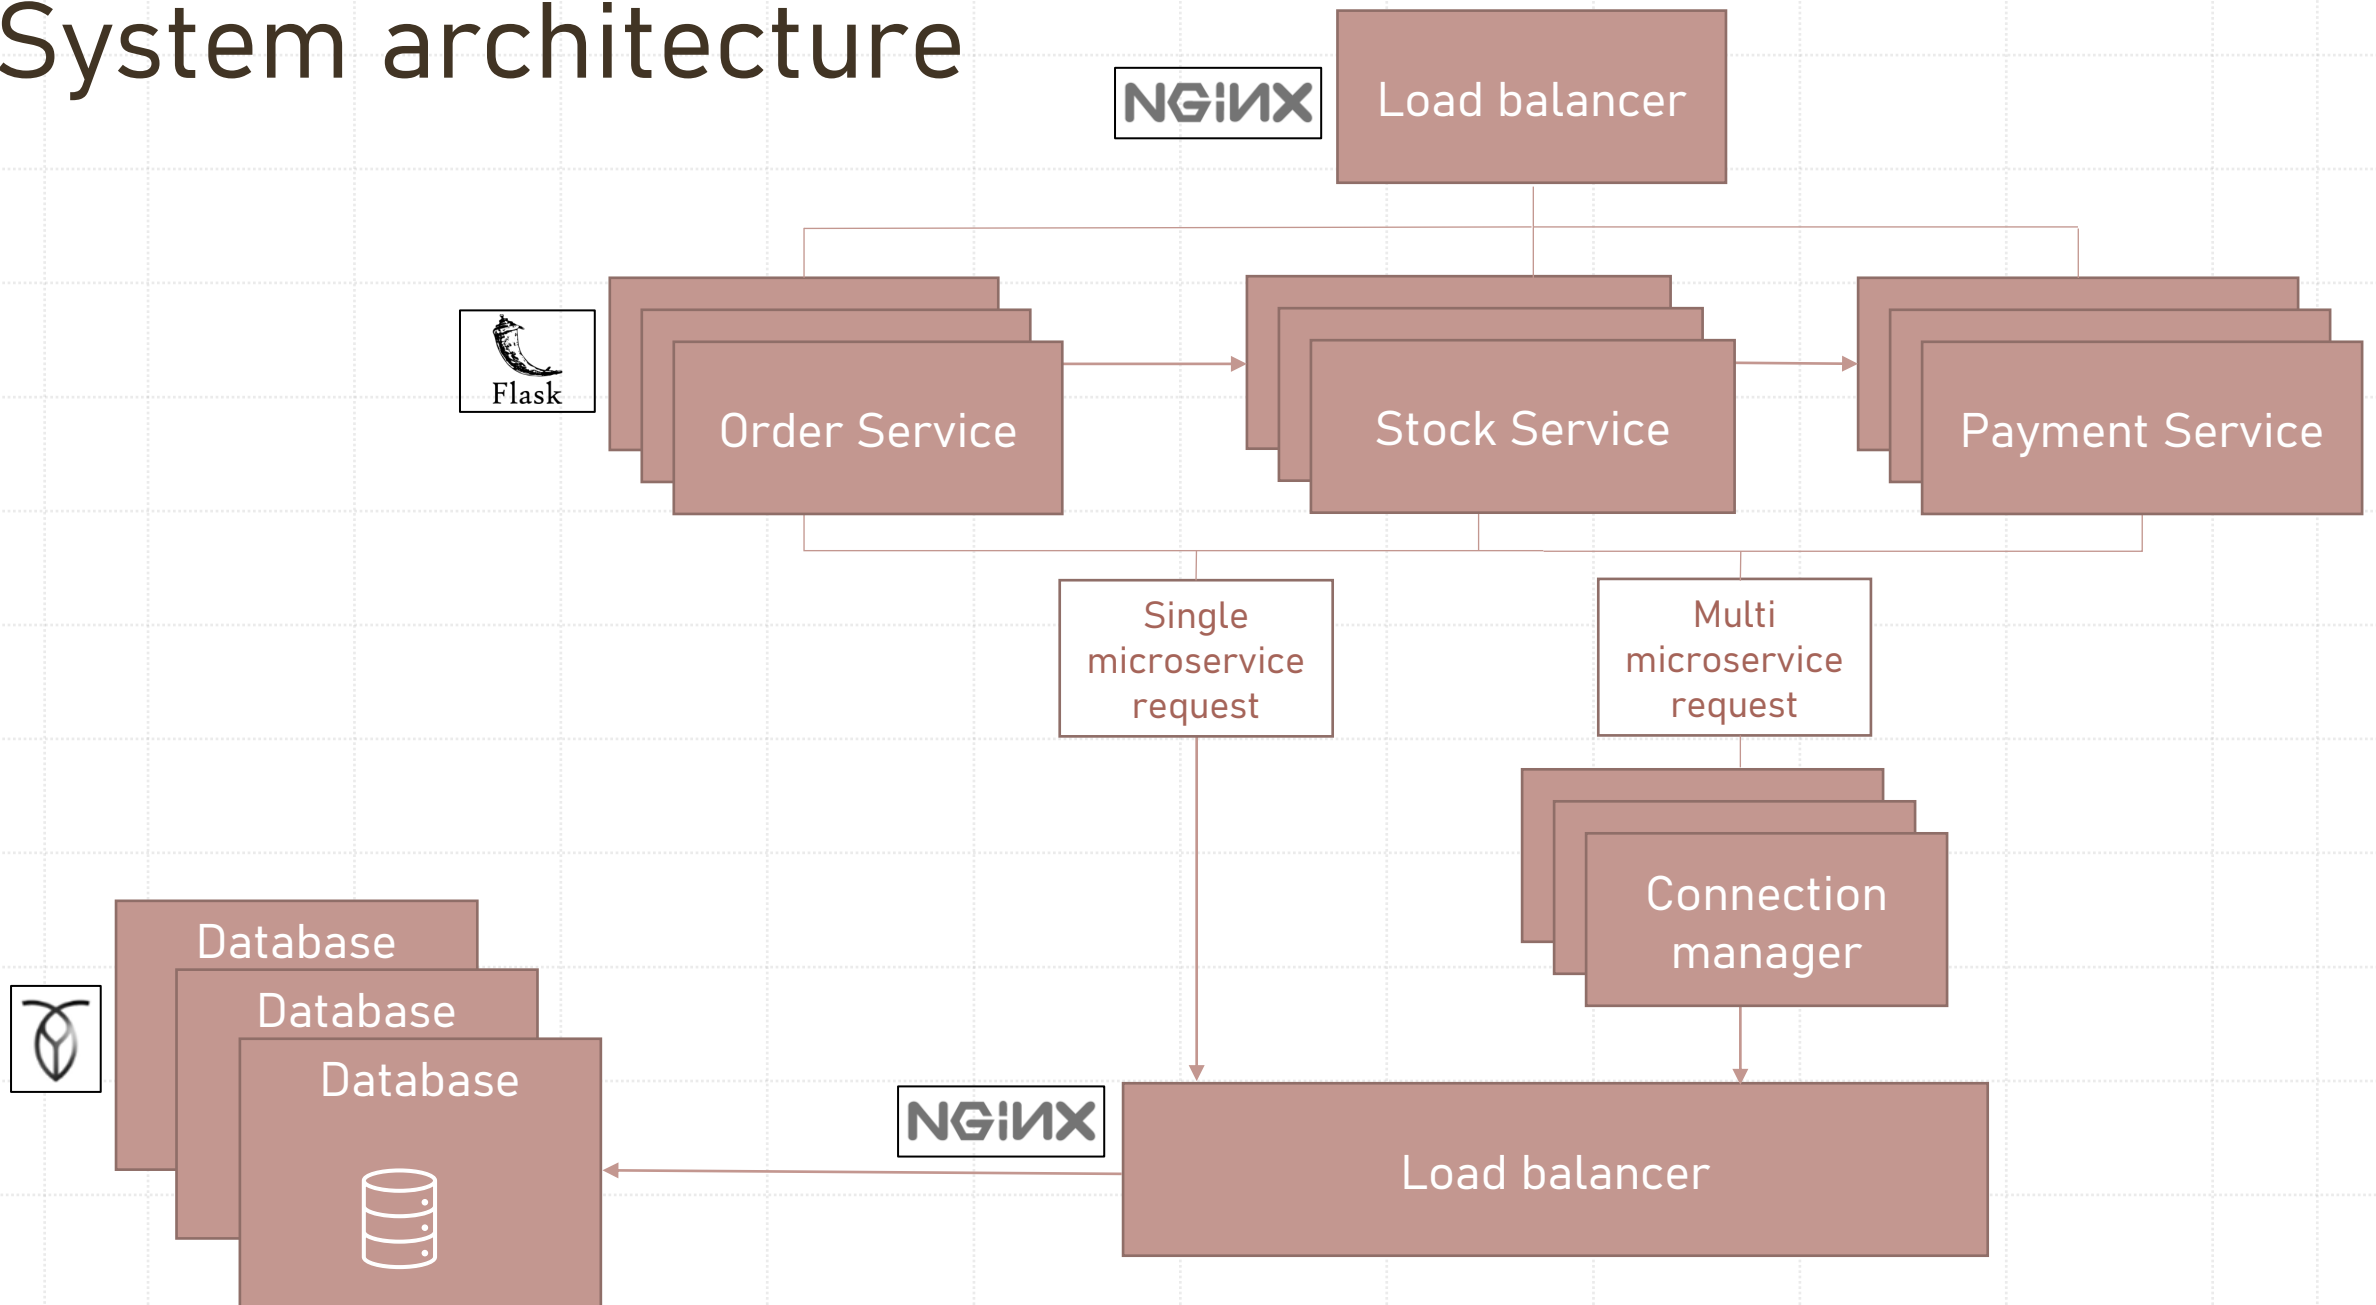 System architecture
NGINX
Load balancer
Flask
Order Service
Stock Service
Payment Service
Single
microservice
request
Multi
microservice
request
Connection
manager
Database
Database
Database
NGINX
Load balancer